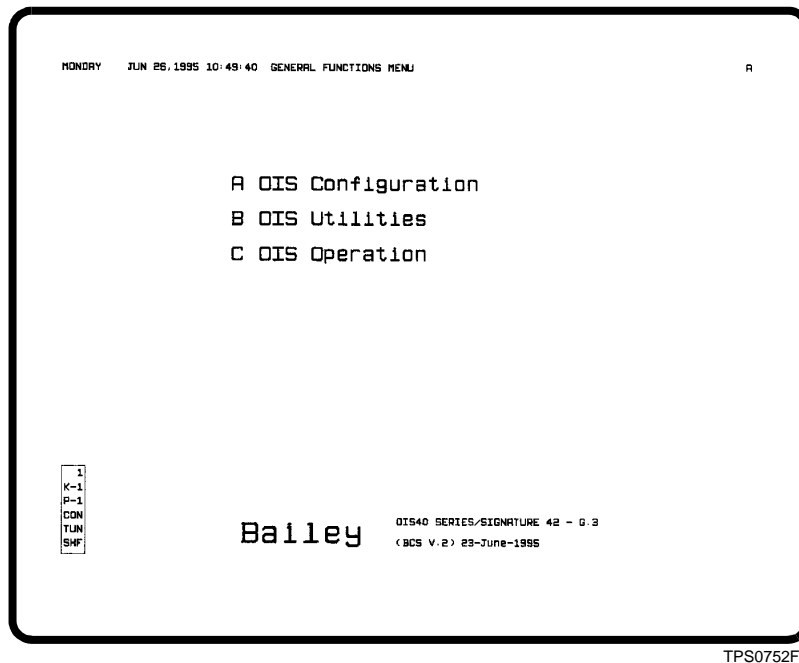 MONDAY JUN 26,1995 10:49:40 GENERAL FUNCTIONS MENU A
A OIS Configuration
B OIS Utilities
C OIS Operation
1
K-1
P-1
CON
TUN
SHF
Bailey
OIS40 SERIES/SIGNATURE 42 - G.3
(BCS V.2) 23-June-1995
TPS0752F